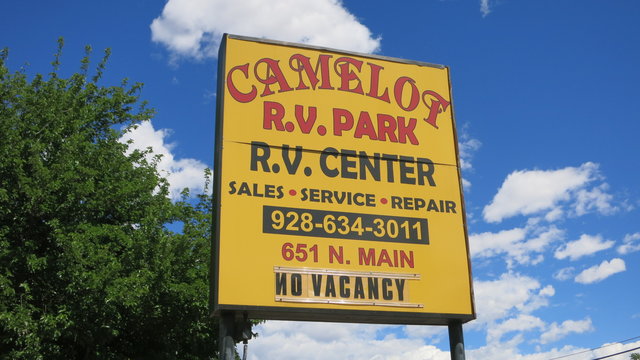 CAMELOT
R.V. PARK
R.V. CENTER
SALES • SERVICE • REPAIR
928-634-3011
651 N. MAIN
NO VACANCY